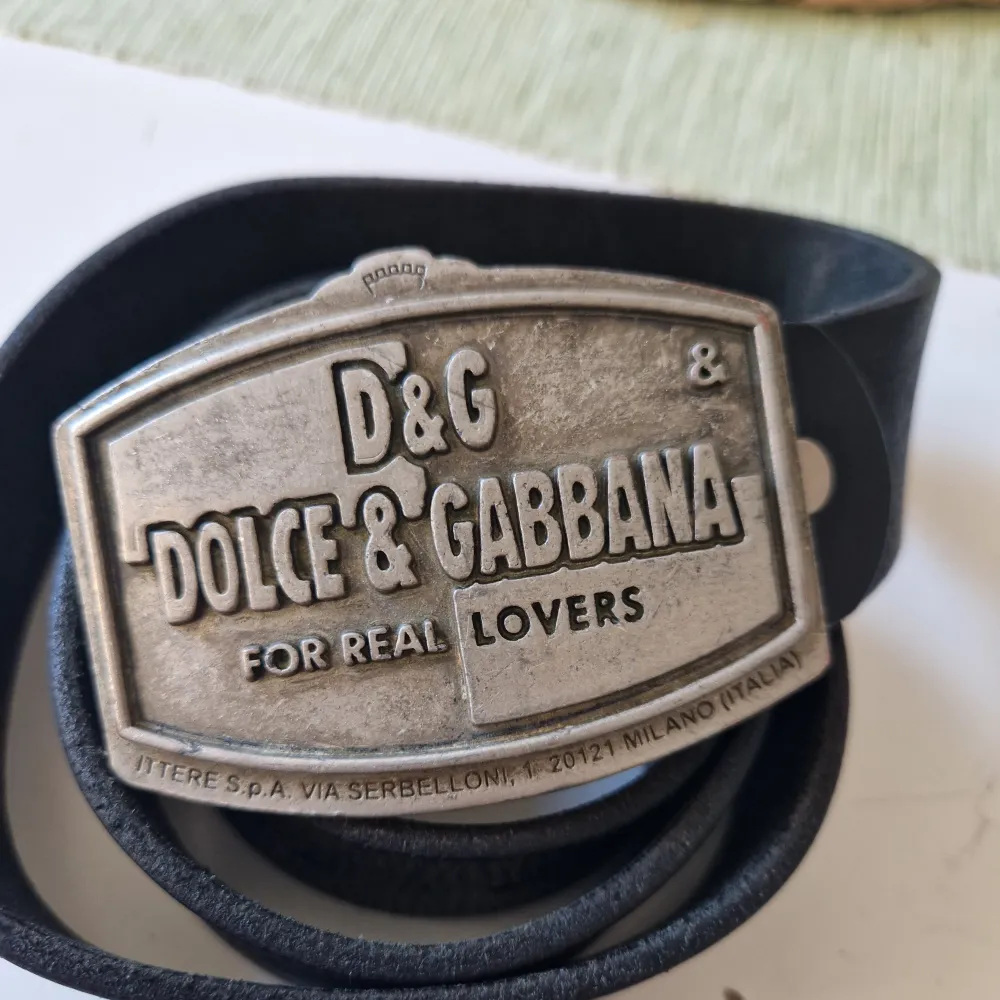 D&G
&
DOLCE & GABBANA
FOR REAL LOVERS
ITTERE S.p.A. VIA SERBELLONI, 1 20121 MILANO (ITALIA)